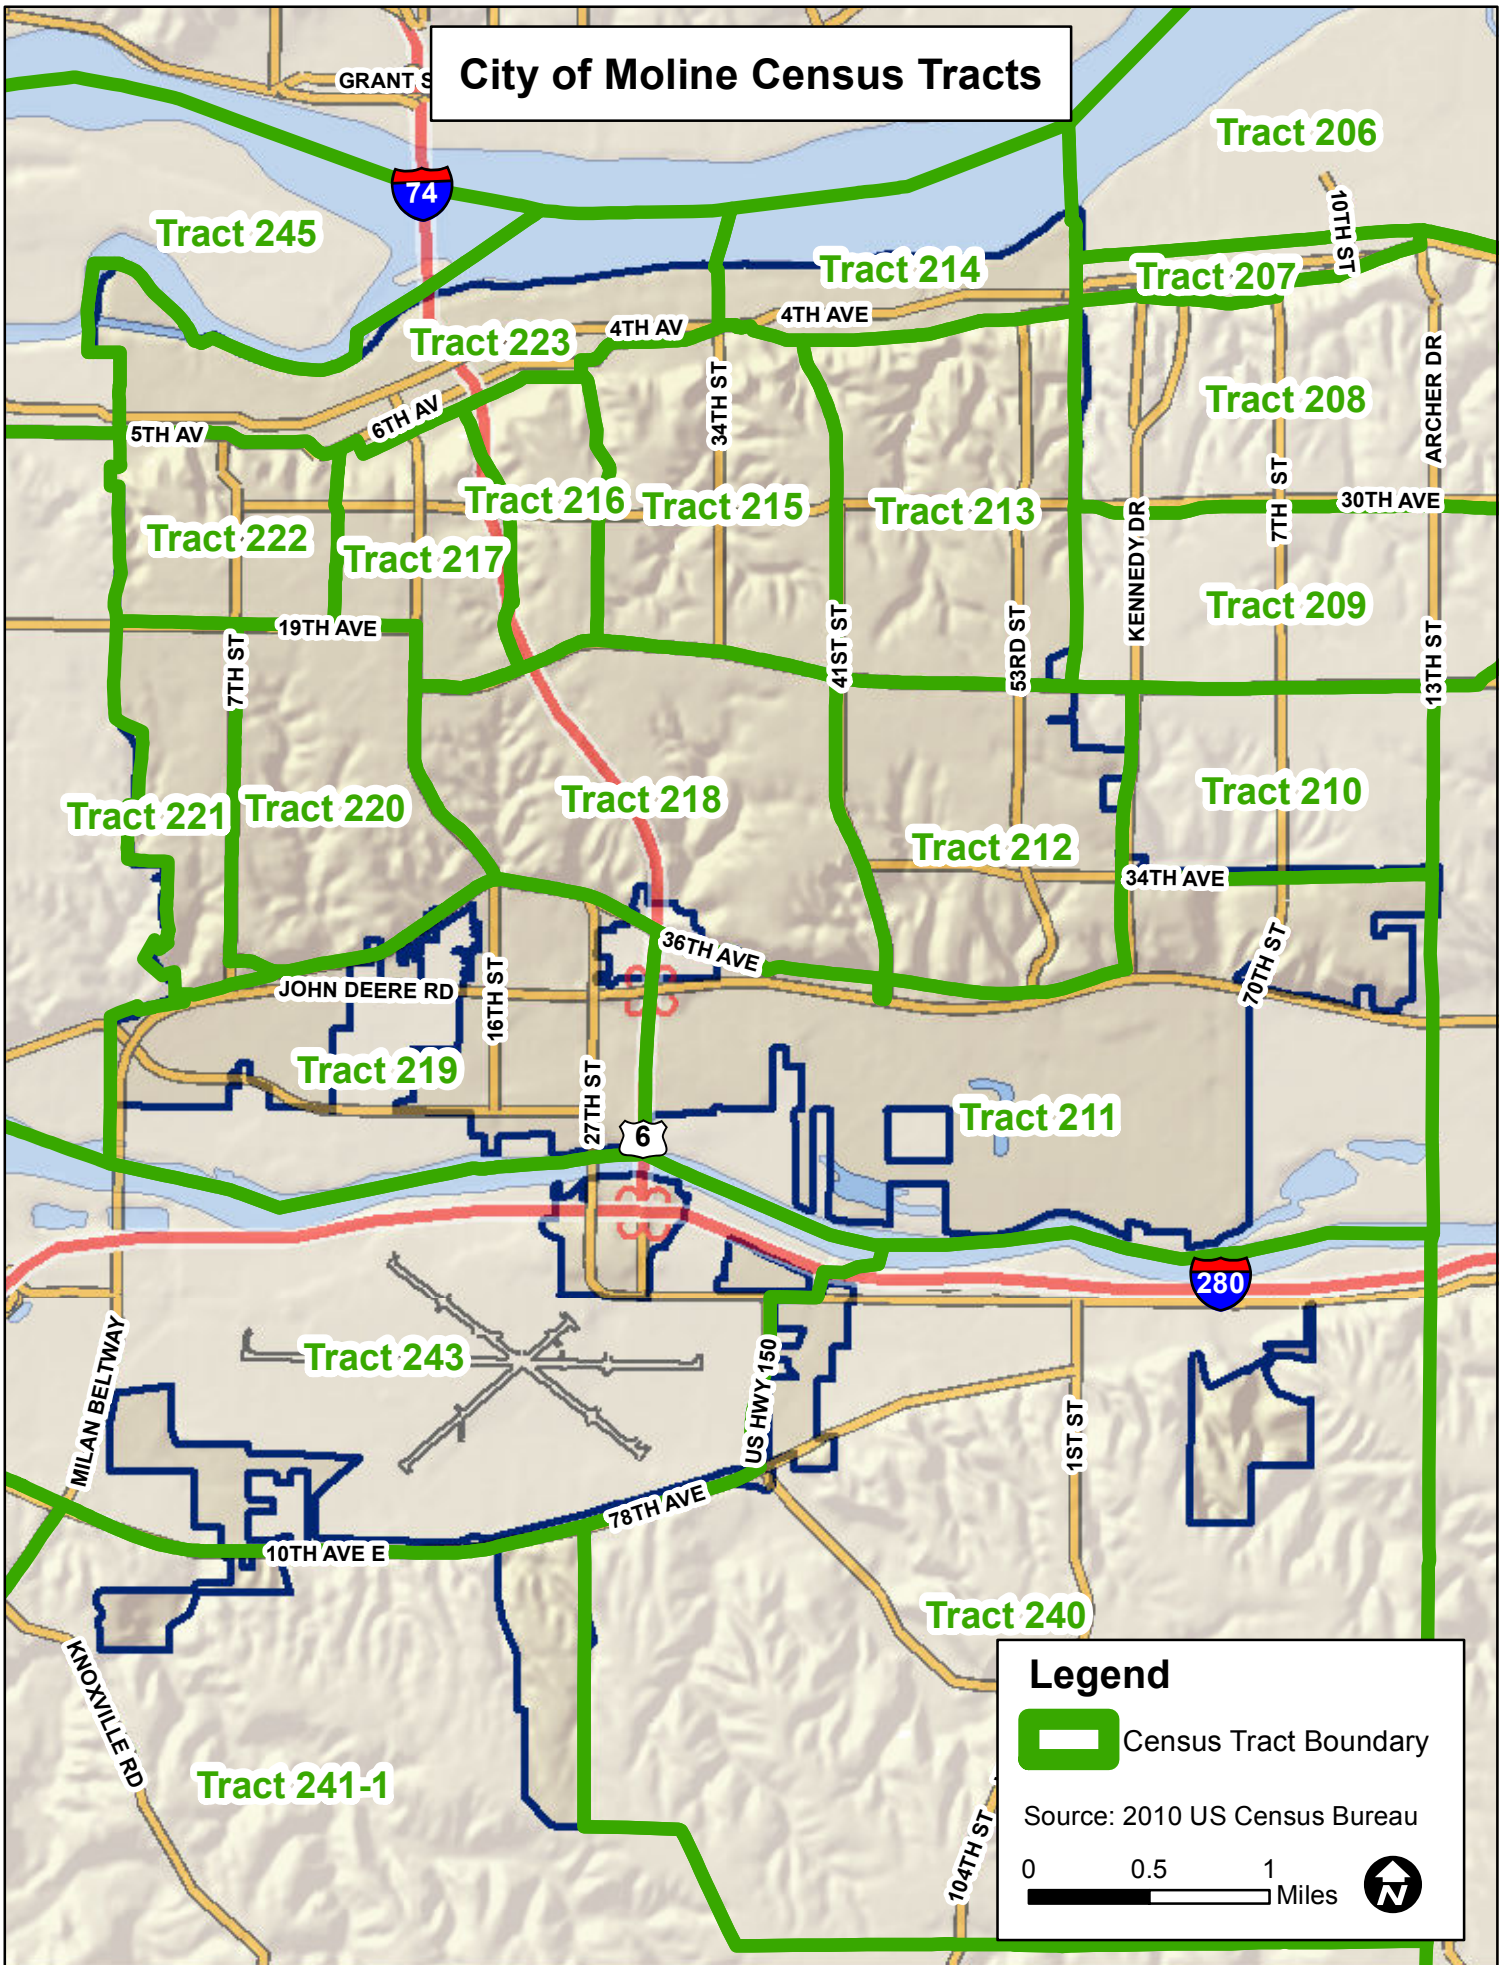 City of Moline Census Tracts
GRANT S
74
Tract 206
10TH ST
Tract 245
Tract 214
Tract 207
4TH AVE
4TH AV
Tract 223
34TH ST
ARCHER DR
Tract 208
6TH AV
5TH AV
Tract 216
Tract 215
Tract 213
30TH AVE
7TH ST
KENNEDY DR
Tract 222
Tract 217
Tract 209
19TH AVE
7TH ST
41ST ST
53RD ST
13TH ST
Tract 221
Tract 220
Tract 218
Tract 210
Tract 212
34TH AVE
36TH AVE
70TH ST
JOHN DEERE RD
16TH ST
Tract 219
27TH ST
Tract 211
6
280
MILAN BELTWAY
Tract 243
US HWY 150
1ST ST
78TH AVE
10TH AVE E
Tract 240
KNOXVILLE RD
Tract 241-1
104TH ST
Legend
Census Tract Boundary
Source: 2010 US Census Bureau
0 0.5 1
Miles
N